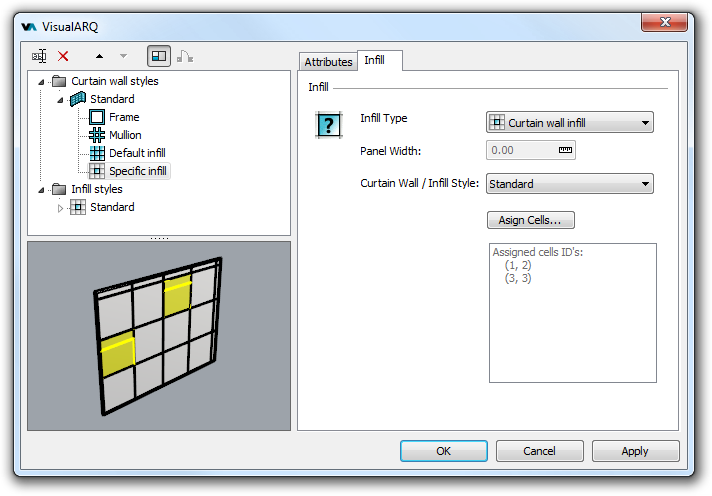 VisualARQ
Curtain wall styles
Standard
Frame
Mullion
Default infill
Specific infill
Infill styles
Standard
Attributes
Infill
Infill
Infill Type
Curtain wall infill
Panel Width:
0.00
Curtain Wall / Infill Style:
Standard
Asign Cells...
Assigned cells ID's:
(1, 2)
(3, 3)
OK
Cancel
Apply